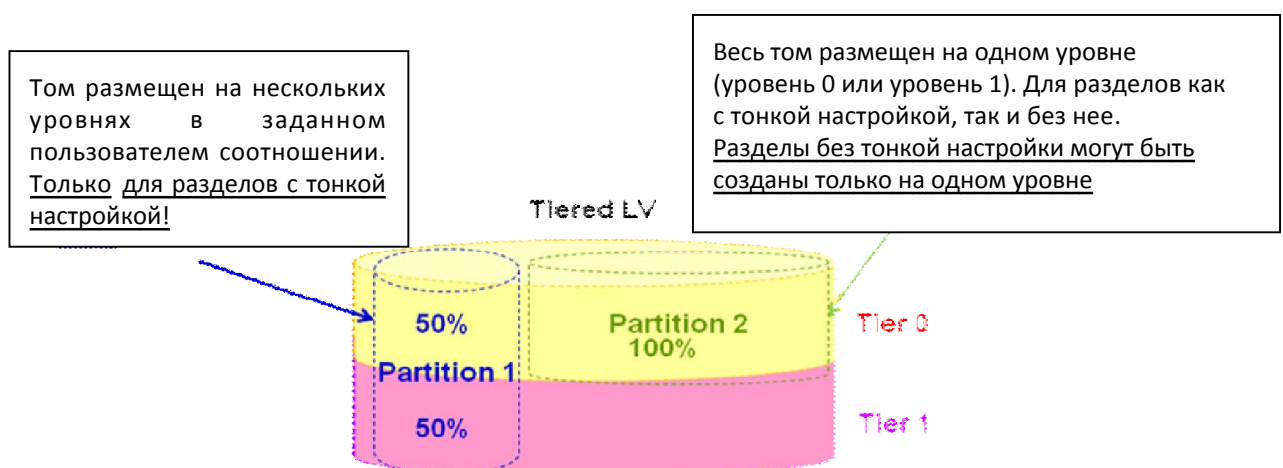 Том размещен на нескольких
уровнях в заданном
пользователем соотношении.
Только для разделов с тонкой
настройкой!
Весь том размещен на одном уровне
(уровень 0 или уровень 1). Для разделов как
с тонкой настройкой, так и без нее.
Разделы без тонкой настройки могут быть
созданы только на одном уровне
Tiered LV
50%
Partition 2
100%
Tier 0
Partition 1
50%
Tier 1